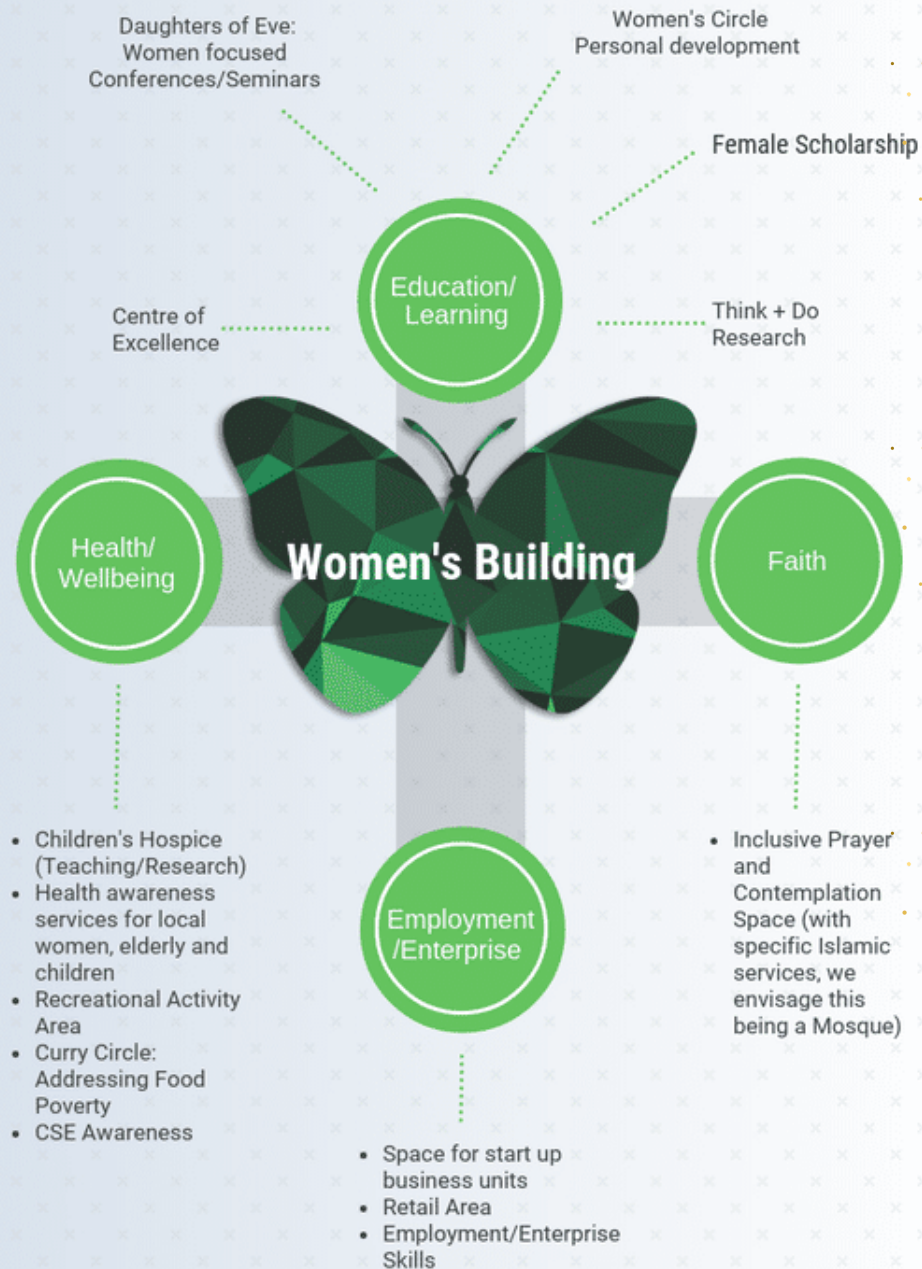 Daughters of Eve:
Women focused
Conferences/Seminars
Women's Circle
Personal development
Female Scholarship
Education/
Learning
Centre of
Excellence
Think + Do
Research
Health/
Wellbeing
Women's Building
Faith
• Children's Hospice
(Teaching/Research)
• Health awareness
services for local
women, elderly and
children
• Recreational Activity
Area
• Curry Circle:
Addressing Food
Poverty
• CSE Awareness
Employment
/Enterprise
• Inclusive Prayer
and
Contemplation
Space (with
specific Islamic
services, we
envisage this
being a Mosque)
• Space for start up
business units
• Retail Area
• Employment/Enterprise
Skills